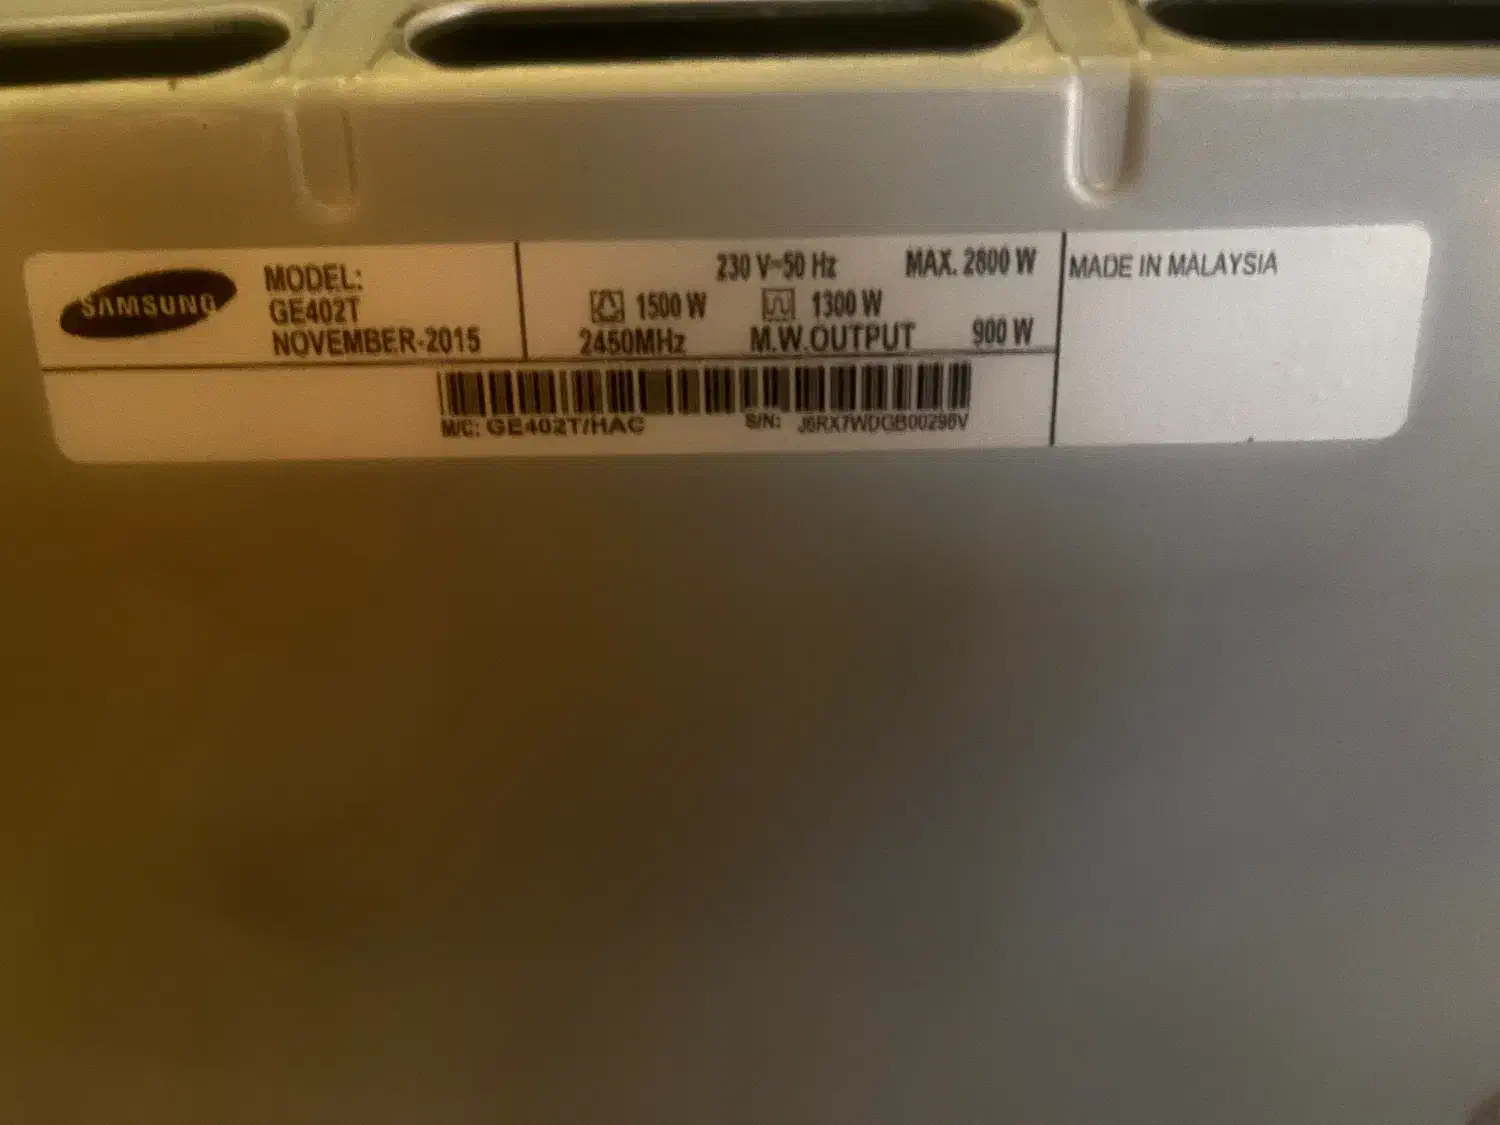 SAMSUNG
MODEL:
GE402T
NOVEMBER-2015
230 V~50 Hz MAX. 2800 W
1500 W 1300 W
2450MHz M.W.OUTPUT 900 W
MADE IN MALAYSIA
M/C: GE402T/HAC S/N: